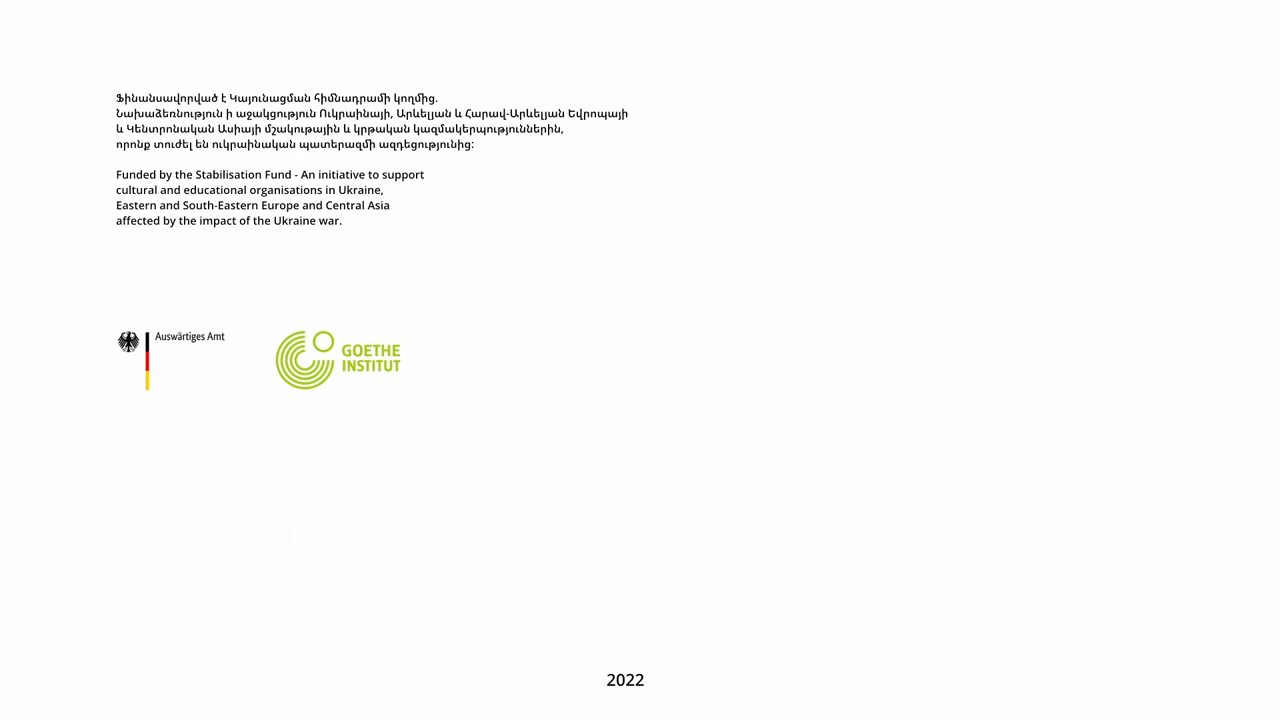 Ֆինանսավորված է Կայունացման հիմնադրամի կողմից.
Նախաձեռնություն ի աջակցություն Ուկրաինայի, Արևելյան և Հարավ-Արևելյան Եվրոպայի
և Կենտրոնական Ասիայի մշակութային և կրթական կազմակերպություններին,
որոնք տուժել են ուկրաինական պատերազմի ազդեցությունից:
Funded by the Stabilisation Fund - An initiative to support
cultural and educational organisations in Ukraine,
Eastern and South-Eastern Europe and Central Asia
affected by the impact of the Ukraine war.
Auswärtiges Amt
GOETHE
INSTITUT
2022